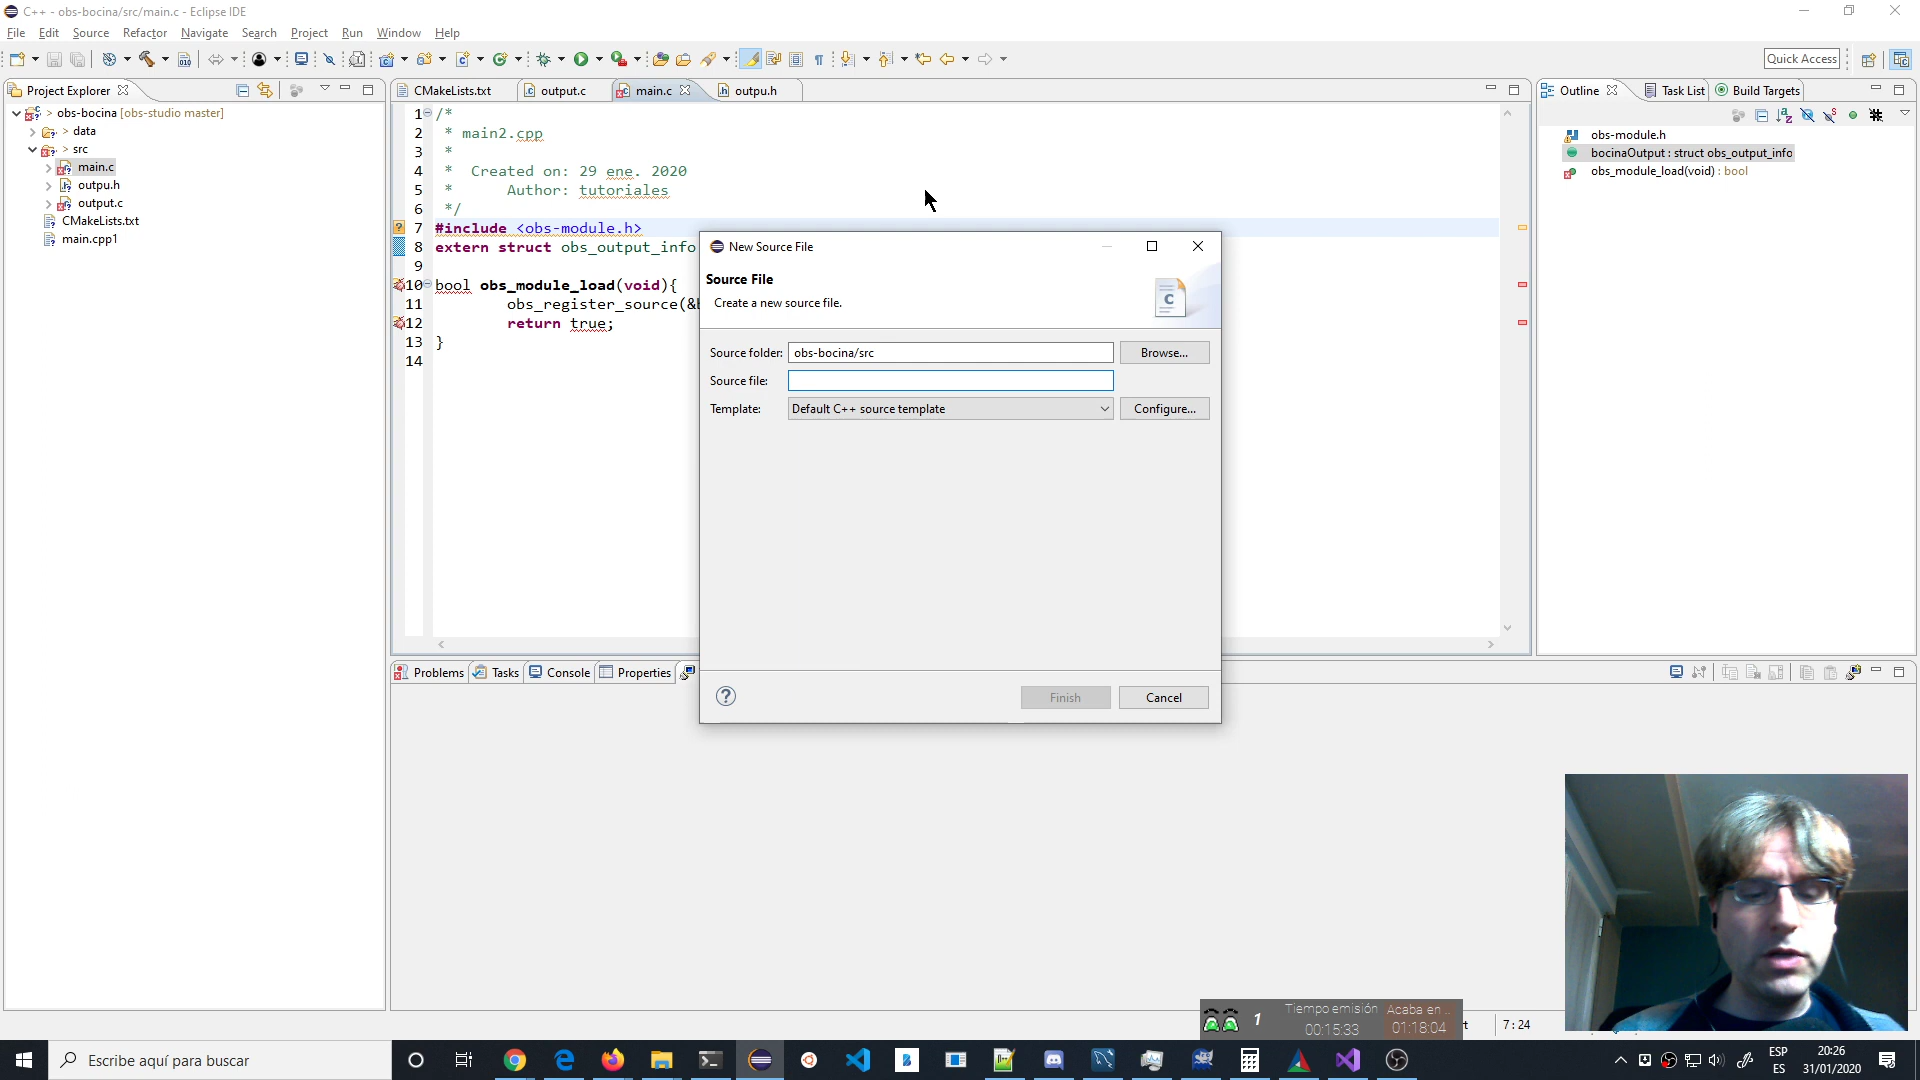 C++ - obs-bocina/src/main.c - Eclipse IDE
File Edit Source Refactor Navigate Search Project Run Window Help
Quick Access
Project Explorer
obs-bocina [obs-studio master]
data
src
main.c
outpu.h
output.c
CMakeLists.txt
main.cpp1
CMakeLists.txt output.c main.c outpu.h
1 /*
2 * main2.cpp
3 *
4 * Created on: 29 ene. 2020
5 * Author: tutoriales
6 */
7 #include <obs-module.h>
8 extern struct obs_output_info
9
10 bool obs_module_load(void){
11 obs_register_source(&
12 return true;
13 }
14
New Source File
Source File
Create a new source file.
Source folder: obs-bocina/src Browse...
Source file:
Template: Default C++ source template Configure...
Finish Cancel
Outline Task List Build Targets
obs-module.h
bocinaOutput : struct obs_output_info
obs_module_load(void) : bool
Problems Tasks Console Properties
1 Tiempo emisión Acaba en ..
00:15:33 01:18:04
7 : 24
Escribe aquí para buscar
ESP
ES
20:26
31/01/2020